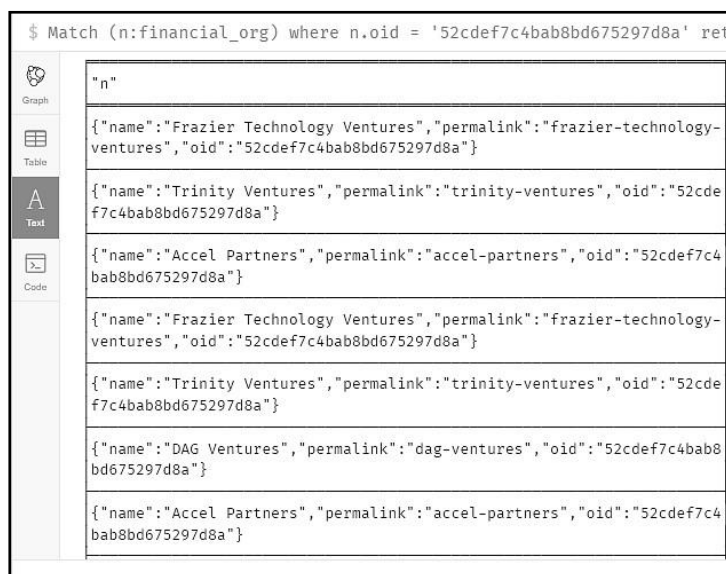 $ Match (n:financial_org) where n.oid = '52cdef7c4bab8bd675297d8a' ret
Graph
Table
A
Text
Code
"n"
{"name":"Frazier Technology Ventures","permalink":"frazier-technology-
ventures","oid":"52cdef7c4bab8bd675297d8a"}
{"name":"Trinity Ventures","permalink":"trinity-ventures","oid":"52cde
f7c4bab8bd675297d8a"}
{"name":"Accel Partners","permalink":"accel-partners","oid":"52cdef7c4
bab8bd675297d8a"}
{"name":"Frazier Technology Ventures","permalink":"frazier-technology-
ventures","oid":"52cdef7c4bab8bd675297d8a"}
{"name":"Trinity Ventures","permalink":"trinity-ventures","oid":"52cde
f7c4bab8bd675297d8a"}
{"name":"DAG Ventures","permalink":"dag-ventures","oid":"52cdef7c4bab8
bd675297d8a"}
{"name":"Accel Partners","permalink":"accel-partners","oid":"52cdef7c4
bab8bd675297d8a"}